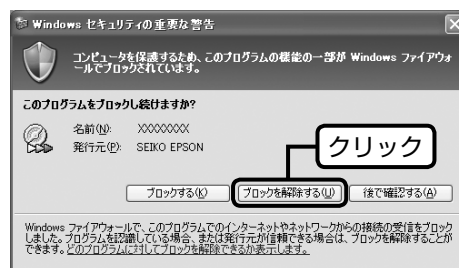 Windows セキュリティの重要な警告
コンピュータを保護するため、このプログラムの機能の一部が Windows ファイアウォ
ールでブロックされています。
このプログラムをブロックし続けますか?
名前(N): XXXXXXXX
発行元(P): SEIKO EPSON
クリック
ブロックする(K) ブロックを解除する(U) 後で確認する(A)
Windows ファイアウォールで、このプログラムでのインターネットやネットワークからの接続の受信をブロック
しました。プログラムを認識している場合、または発行元が信頼できる場合は、ブロックを解除することが
できます。どのプログラムに対してブロックを解除できるか表示します。